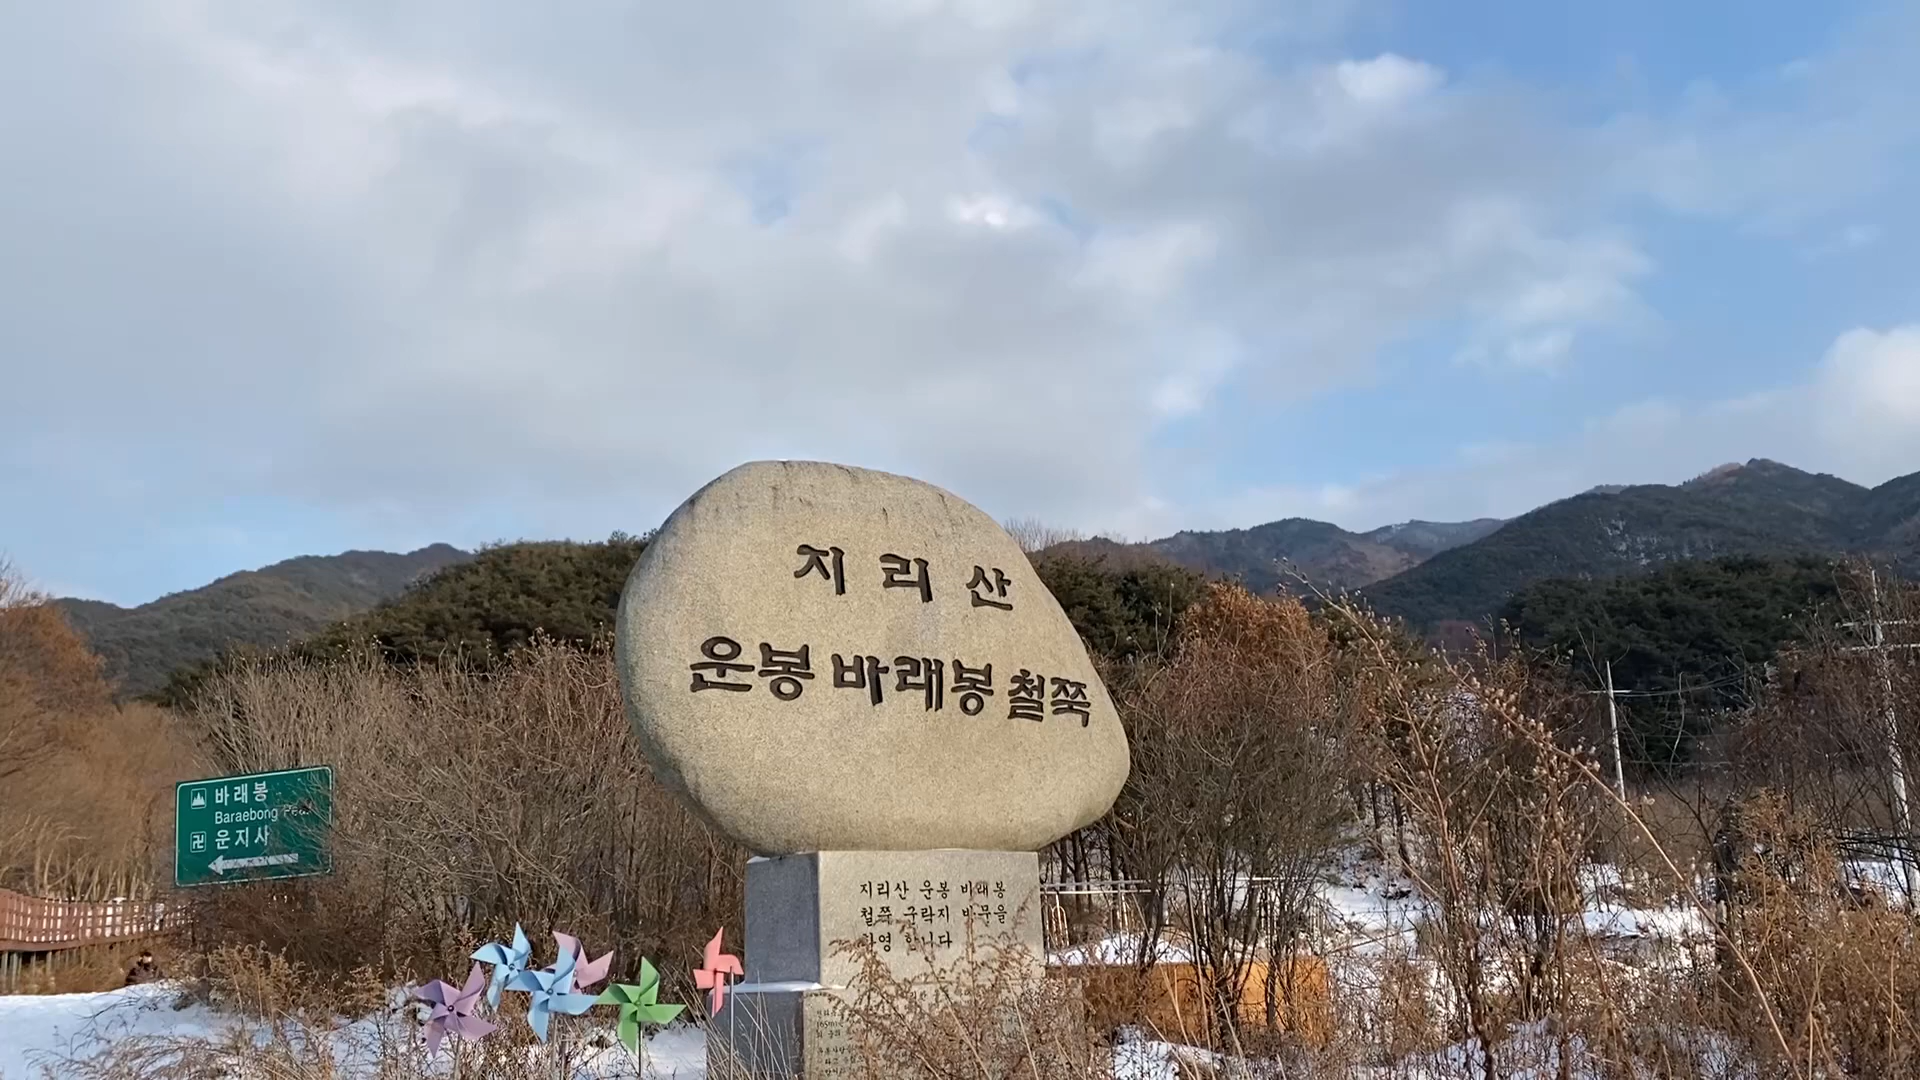 지리산
운봉 바래봉 철쭉
바래봉
Baraebong
운지사
지리산 운봉 바래봉
철쭉 군락지 방문을
환영 합니다